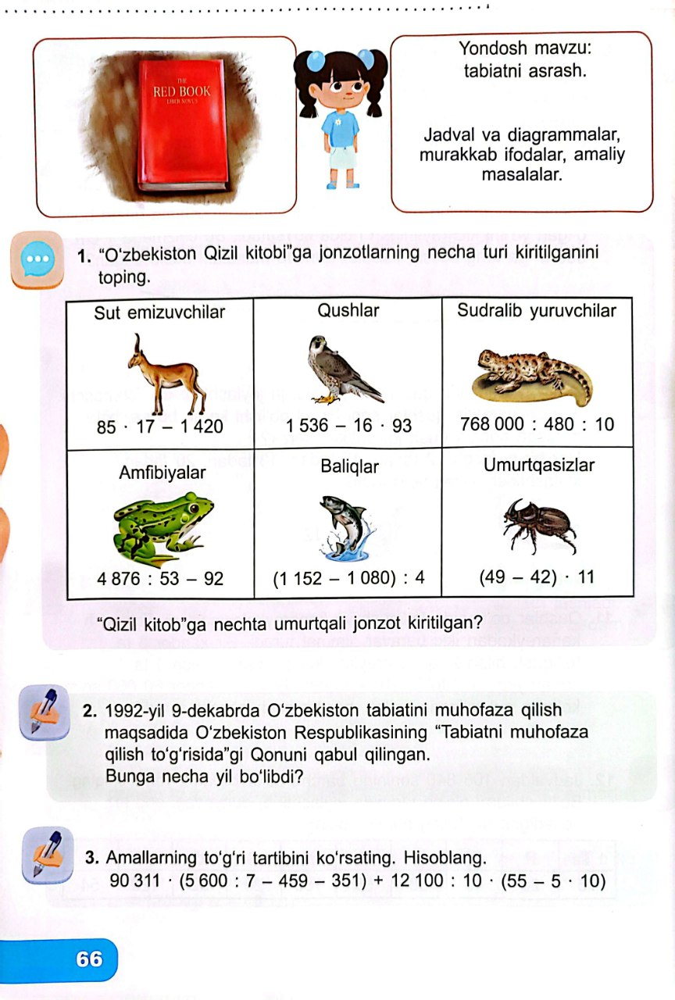 THE
RED BOOK
Yondosh mavzu:
tabiatni asrash.
Jadval va diagrammalar,
murakkab ifodalar, amaliy
masalalar.
1. “O‘zbekiston Qizil kitobi”ga jonzotlarning necha turi kiritilganini
toping.
Sut emizuvchilar
85 · 17 – 1 420
Qushlar
1 536 – 16 · 93
Sudralib yuruvchilar
768 000 : 480 : 10
Amfibiyalar
4 876 : 53 – 92
Baliqlar
(1 152 – 1 080) : 4
Umurtqasizlar
(49 – 42) · 11
“Qizil kitob”ga nechta umurtqali jonzot kiritilgan?
2. 1992-yil 9-dekabrda O‘zbekiston tabiatini muhofaza qilish
maqsadida O‘zbekiston Respublikasining “Tabiatni muhofaza
qilish to‘g‘risida”gi Qonuni qabul qilingan.
Bunga necha yil bo‘libdi?
3. Amallarning to‘g‘ri tartibini ko‘rsating. Hisoblang.
90 311 · (5 600 : 7 – 459 – 351) + 12 100 : 10 · (55 – 5 · 10)
66